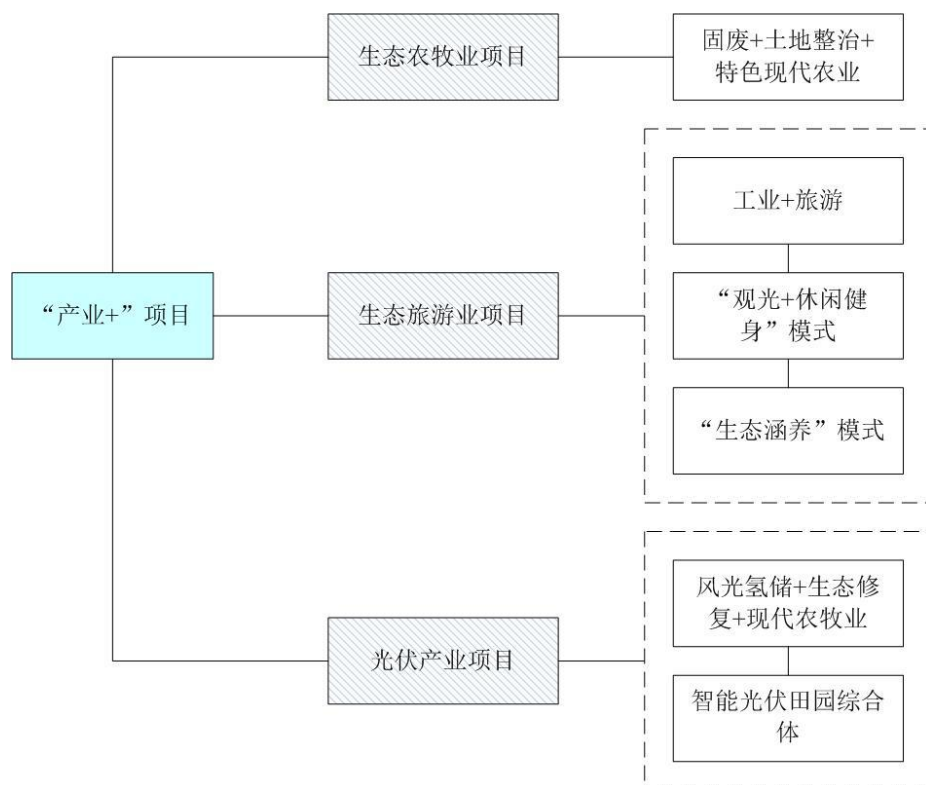 生态农牧业项目
固废+土地整治+
特色现代农业
工业+旅游
“产业+”项目
生态旅游业项目
“观光+休闲健
身”模式
“生态涵养”模式
风光氢储+生态修
复+现代农牧业
光伏产业项目
智能光伏田园综合
体